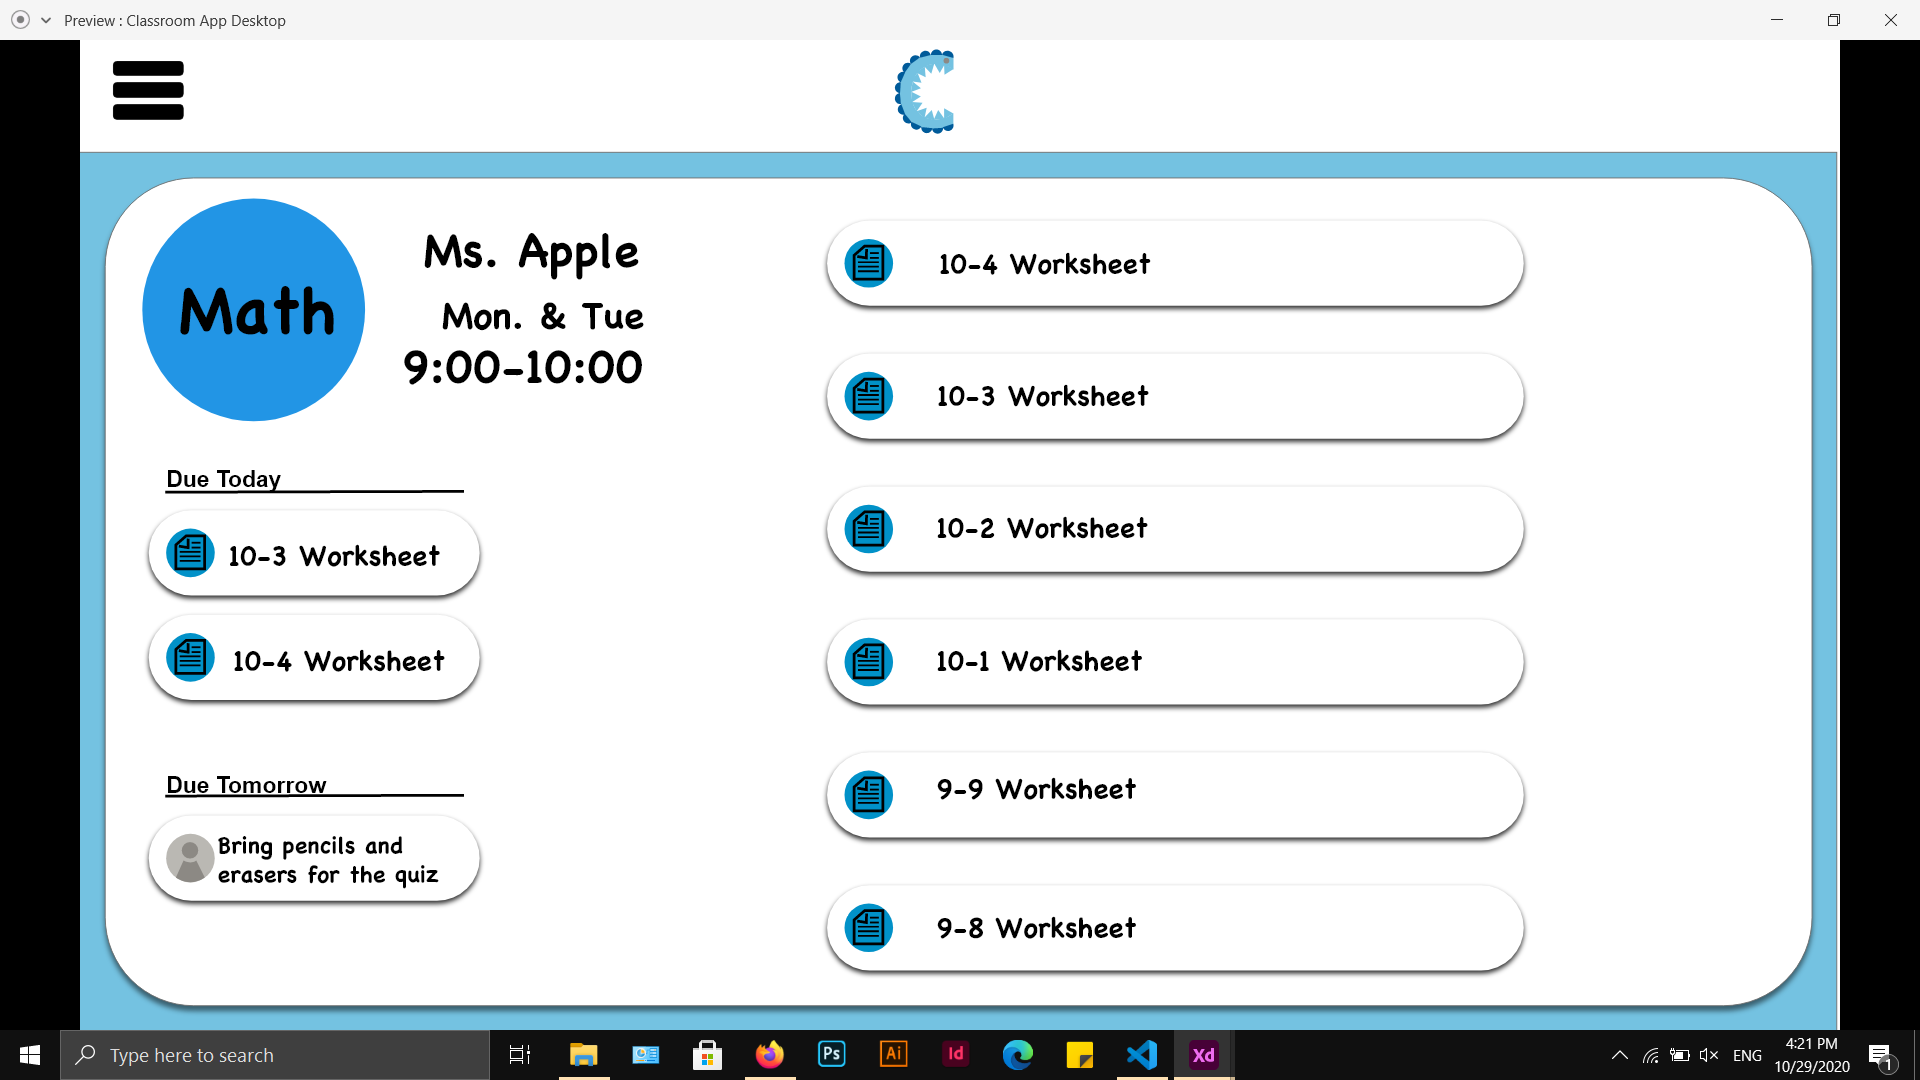 Preview : Classroom App Desktop
Math
Ms. Apple
Mon. & Tue
9:00-10:00
Due Today
10-3 Worksheet
10-4 Worksheet
Due Tomorrow
Bring pencils and
erasers for the quiz
10-4 Worksheet
10-3 Worksheet
10-2 Worksheet
10-1 Worksheet
9-9 Worksheet
9-8 Worksheet
Type here to search
Ps
Ai
Id
Xd
ENG
4:21 PM
10/29/2020
1